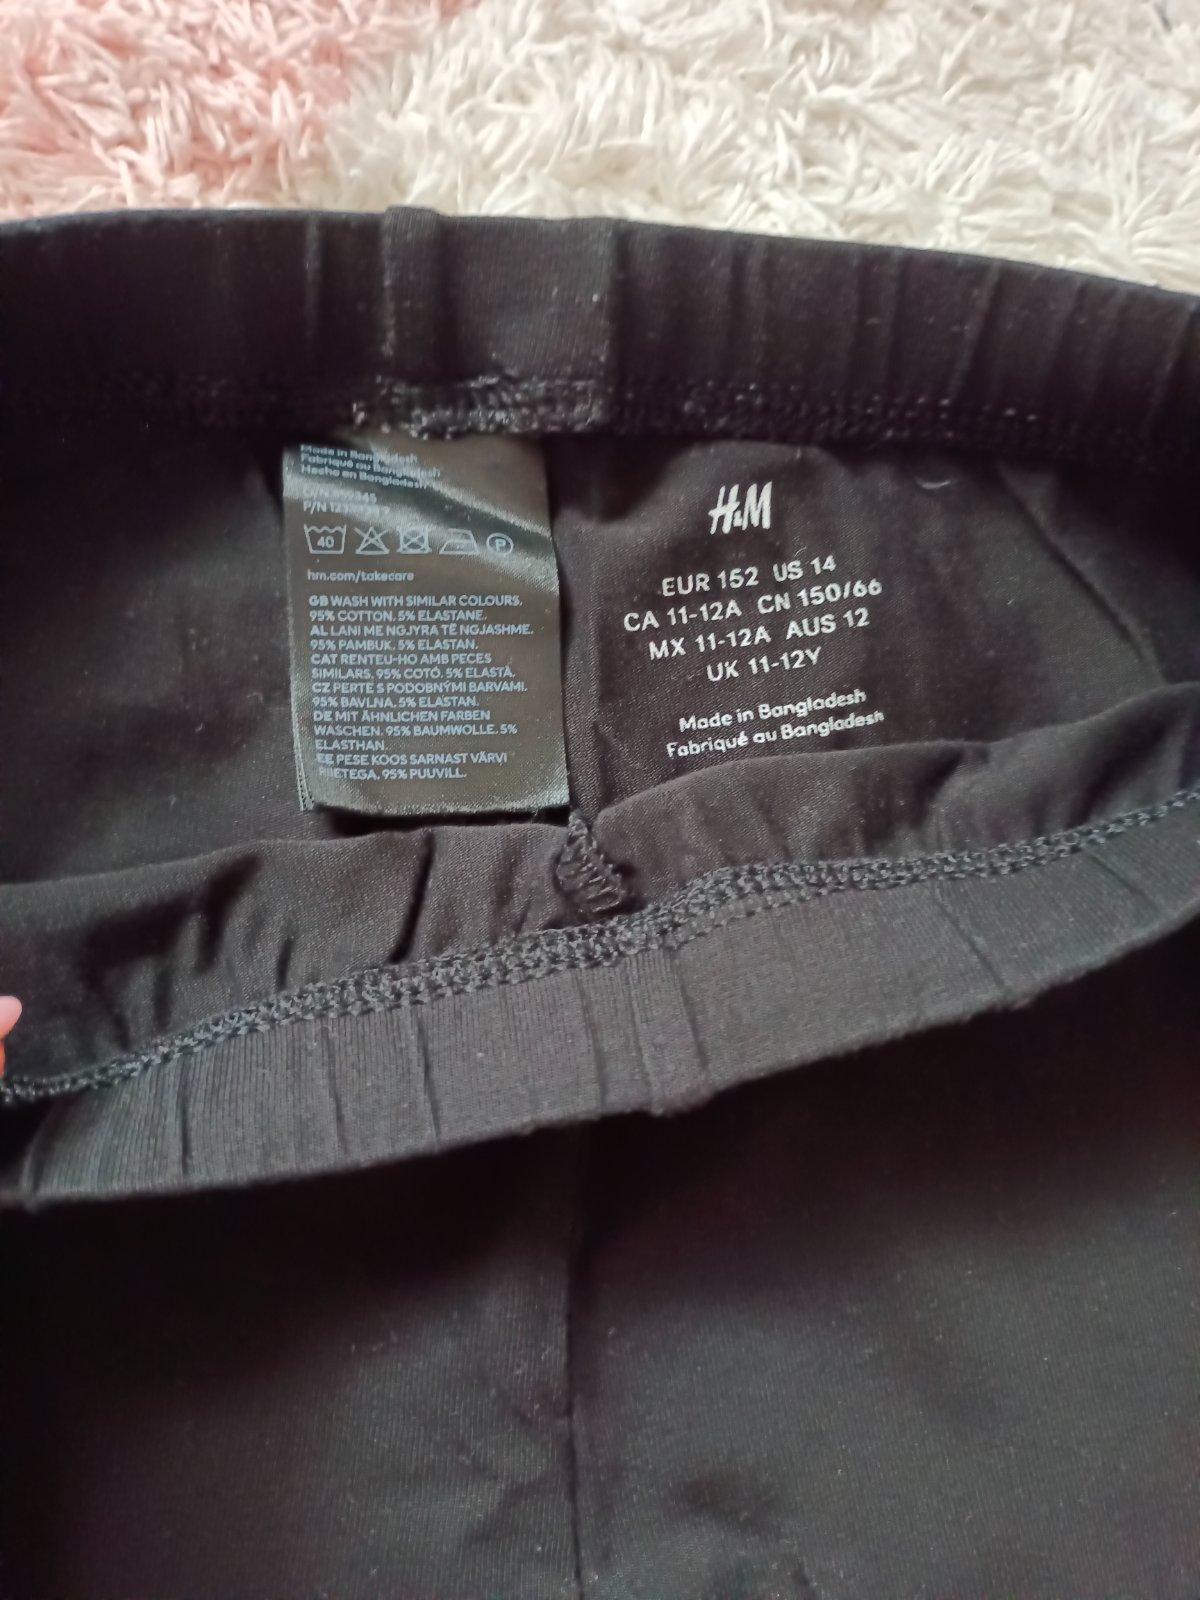 Made in Bangladesh
Fabriqué au Bangladesh
Hecho en Bangladesh
P/N
40
P
hm.com/takecare
GB WASH WITH SIMILAR COLOURS.
95% COTTON, 5% ELASTANE.
AL LANI ME NGJYRA TË NGJASHME.
95% PAMBUK, 5% ELASTAN.
CAT RENTEU-HO AMB PECES
SIMILARS. 95% COTÓ, 5% ELASTÀ.
CZ PERTE S PODOBNÝMI BARVAMI.
95% BAVLNA, 5% ELASTAN.
DE MIT ÄHNLICHEN FARBEN
WASCHEN. 95% BAUMWOLLE, 5%
ELASTHAN.
EE PESE KOOS SARNAST VÄRVI
RIIETEGA. 95% PUUVILL,
H&M
EUR 152 US 14
CA 11-12A CN 150/66
MX 11-12A AUS 12
UK 11-12Y
Made in Bangladesh
Fabriqué au Bangladesh